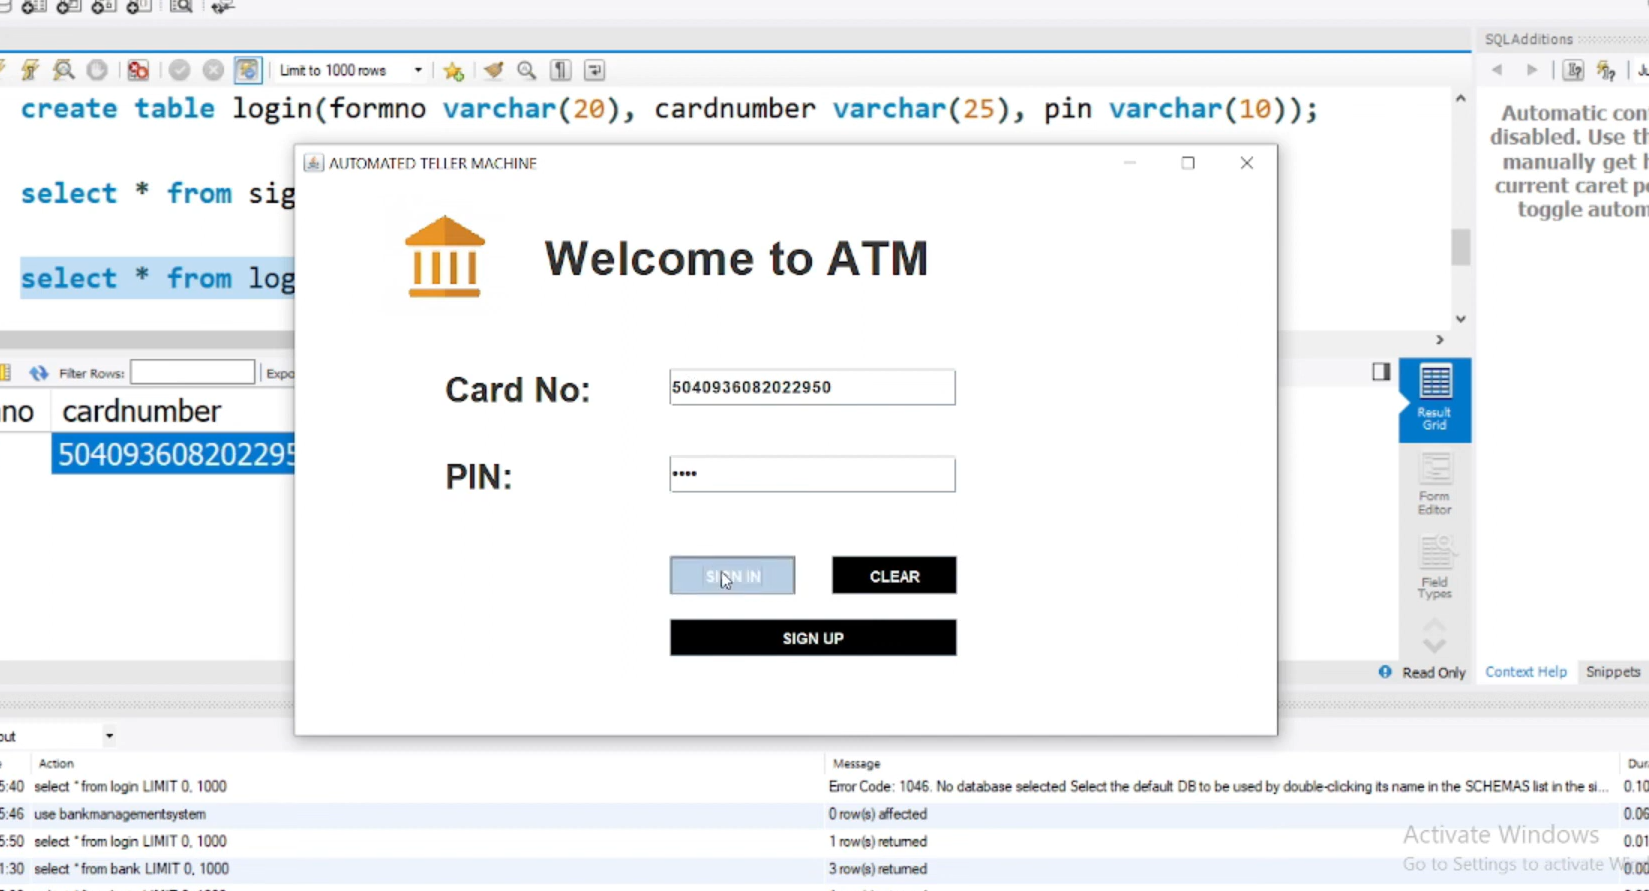 SQLAdditions
Limit to 1000 rows
create table login(formno varchar(20), cardnumber varchar(25), pin varchar(10));
Automatic
disabled. Use
manually get
current caret
toggle
AUTOMATED TELLER MACHINE
select * from sig
Welcome to ATM
select * from log
Filter Rows:
Expo
no cardnumber
504093608202295
Card No: 5040936082022950
PIN: ••••
SIGN IN
CLEAR
SIGN UP
Result
Grid
Form
Editor
Field
Types
Read Only
Context Help
Snippets
out
Action
Message
Dur
5:40 select * from login LIMIT 0, 1000 Error Code: 1046. No database selected Select the default DB to be used by double-clicking its name in the SCHEMAS list in the si... 0.10
5:46 use bankmanagementsystem 0 row(s) affected 0.06
5:50 select * from login LIMIT 0, 1000 1 row(s) returned 0.01
1:30 select * from bank LIMIT 0, 1000 3 row(s) returned 0.00
Activate Windows
Go to Settings to activate